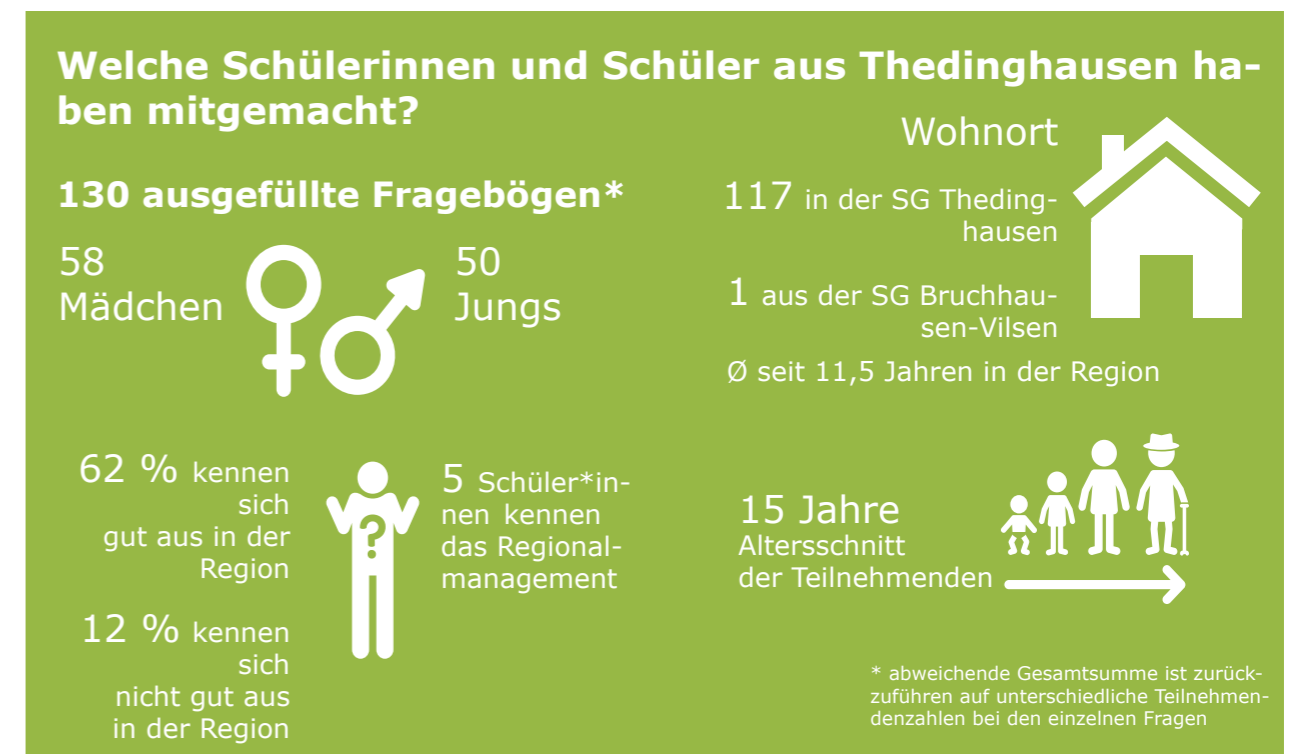 Welche Schülerinnen und Schüler aus Thedinghausen ha-
ben mitgemacht?
130 ausgefüllte Fragebögen*
58
Mädchen
50
Jungs
Wohnort
117 in der SG Theding-
hausen
1 aus der SG Bruchhau-
sen-Vilsen
Ø seit 11,5 Jahren in der Region
62 % kennen
sich
gut aus in der
Region
12 % kennen
sich
nicht gut aus
in der Region
?
5 Schüler*in-
nen kennen
das Regional-
management
15 Jahre
Altersschnitt
der Teilnehmenden
* abweichende Gesamtsumme ist zurück-
zuführen auf unterschiedliche Teilnehmen-
denzahlen bei den einzelnen Fragen